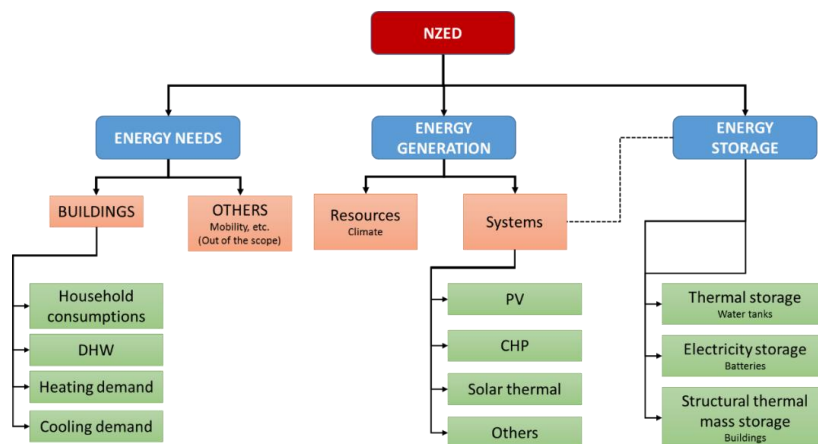 NZED
ENERGY NEEDS
ENERGY
GENERATION
ENERGY
STORAGE
BUILDINGS
OTHERS
Mobility, etc.
(Out of the scope)
Resources
Climate
Systems
Household
consumptions
DHW
Heating demand
Cooling demand
PV
CHP
Solar thermal
Others
Thermal storage
Water tanks
Electricity storage
Batteries
Structural thermal
mass storage
Buildings